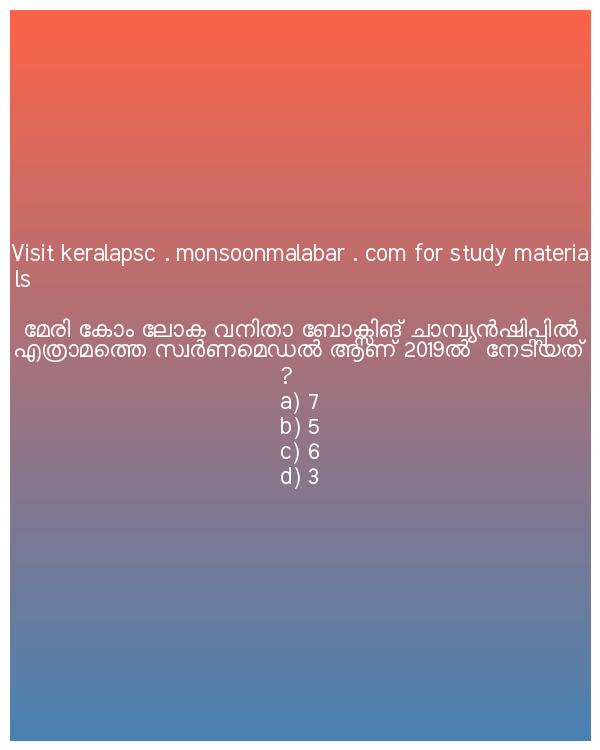 Visit keralapsc . monsoonmalabar . com for study materia
ls
മേരി കോം ലോക വനിതാ ബോക്സിങ് ചാമ്പ്യൻഷിപ്പിൽ
എത്രാമത്തെ സ്വർണമെഡൽ ആണ് 2019ൽ നേടിയത്
?
a) 7
b) 5
c) 6
d) 3